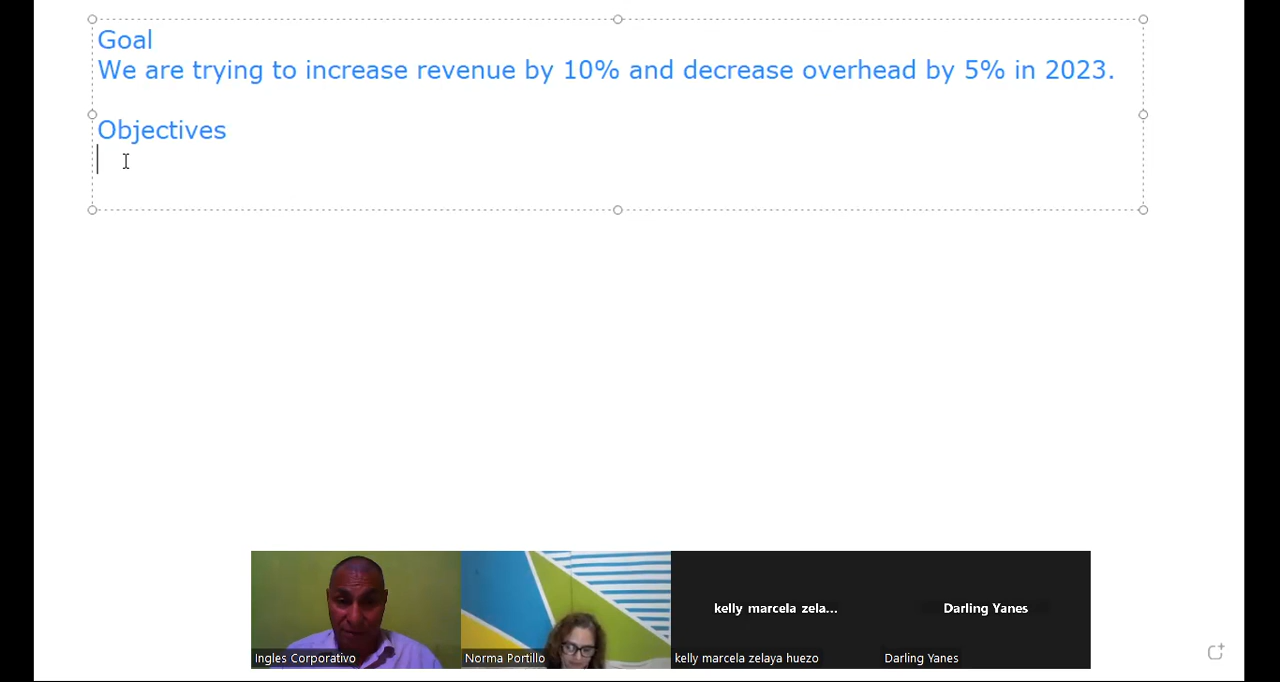 Goal
We are trying to increase revenue by 10% and decrease overhead by 5% in 2023.
Objectives
kelly marcela zela...
Darling Yanes
Ingles Corporativo
Norma Portillo
kelly marcela zelaya huezo
Darling Yanes